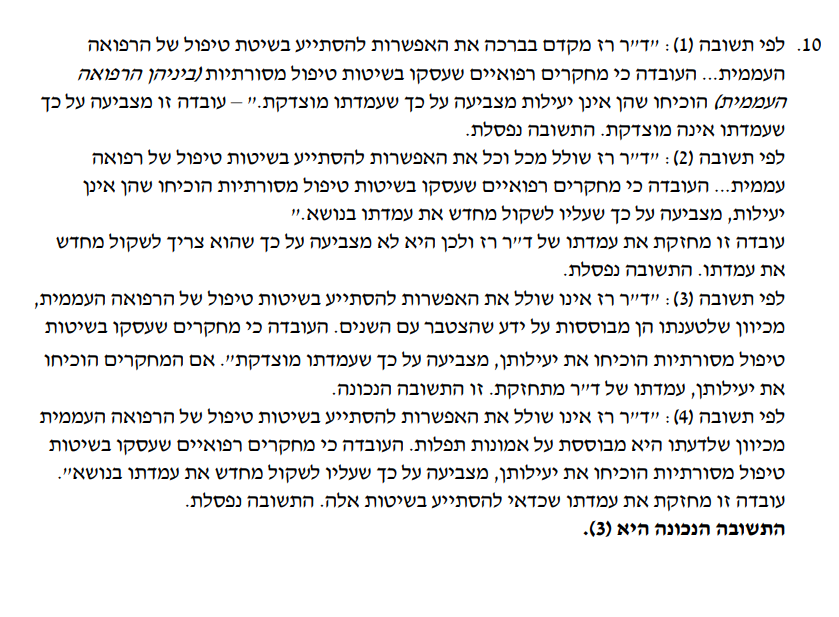 10. לפי תשובה (1): "ד"ר רז מקדם בברכה את האפשרות להסתייע בשיטת טיפול של הרפואה
העממית... העובדה כי מחקרים רפואיים שעסקו בשיטות טיפול מסורתיות (ביניהן הרפואה
העממית) הוכיחו שהן אינן יעילות מצביעה על כך שעמדתו מוצדקת." – עובדה זו מצביעה על כך
שעמדתו אינה מוצדקת. התשובה נפסלת.
לפי תשובה (2): "ד"ר רז שולל מכל וכל את האפשרות להסתייע בשיטות טיפול של רפואה
עממית... העובדה כי מחקרים רפואיים שעסקו בשיטות טיפול מסורתיות הוכיחו שהן אינן
יעילות, מצביעה על כך שעליו לשקול מחדש את עמדתו בנושא."
עובדה זו מחזקת את עמדתו של ד"ר רז ולכן היא לא מצביעה על כך שהוא צריך לשקול מחדש
את עמדתו. התשובה נפסלת.
לפי תשובה (3): "ד"ר רז אינו שולל את האפשרות להסתייע בשיטות טיפול של הרפואה העממית,
מכיוון שלטענתו הן מבוססות על ידע שהצטבר עם השנים. העובדה כי מחקרים שעסקו בשיטות
טיפול מסורתיות הוכיחו את יעילותן, מצביעה על כך שעמדתו מוצדקת". אם המחקרים הוכיחו
את יעילותן, עמדתו של ד"ר מתחזקת. זו התשובה הנכונה.
לפי תשובה (4): "ד"ר רז אינו שולל את האפשרות להסתייע בשיטות טיפול של הרפואה העממית
מכיוון שלדעתו היא מבוססת על אמונות תפלות. העובדה כי מחקרים רפואיים שעסקו בשיטות
טיפול מסורתיות הוכיחו את יעילותן, מצביעה על כך שעליו לשקול מחדש את עמדתו בנושא".
עובדה זו מחזקת את עמדתו שכדאי להסתייע בשיטות אלה. התשובה נפסלת.
התשובה הנכונה היא (3).